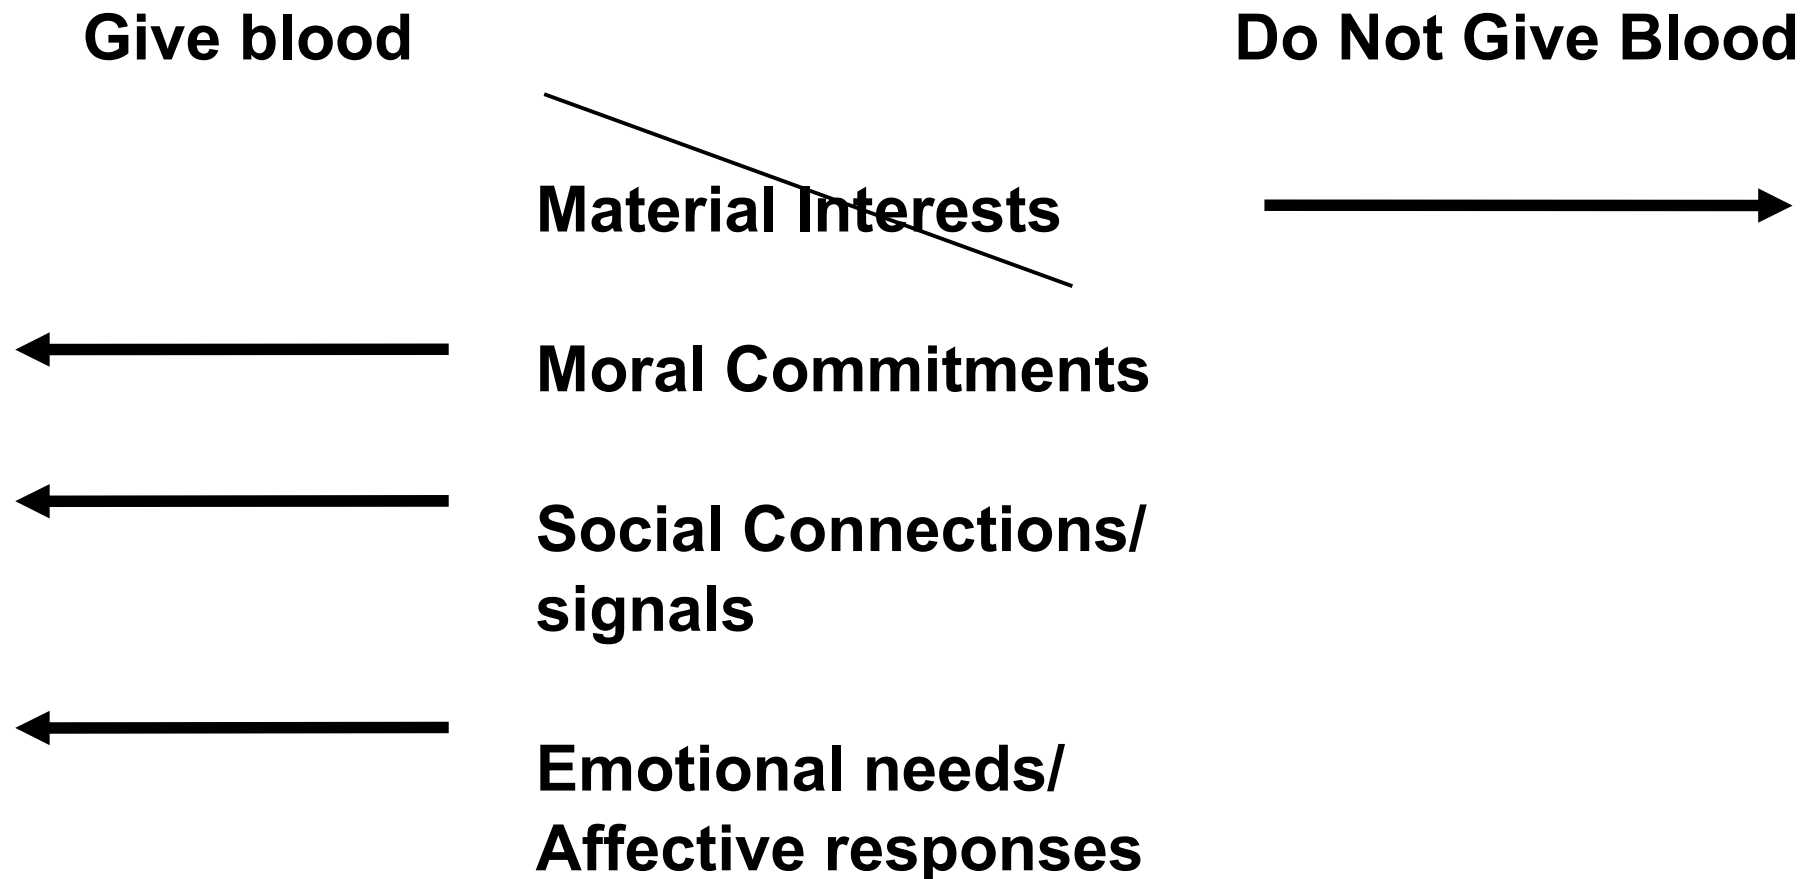 Give blood
Do Not Give Blood
Material Interests
Moral Commitments
Social Connections/
signals
Emotional needs/
Affective responses